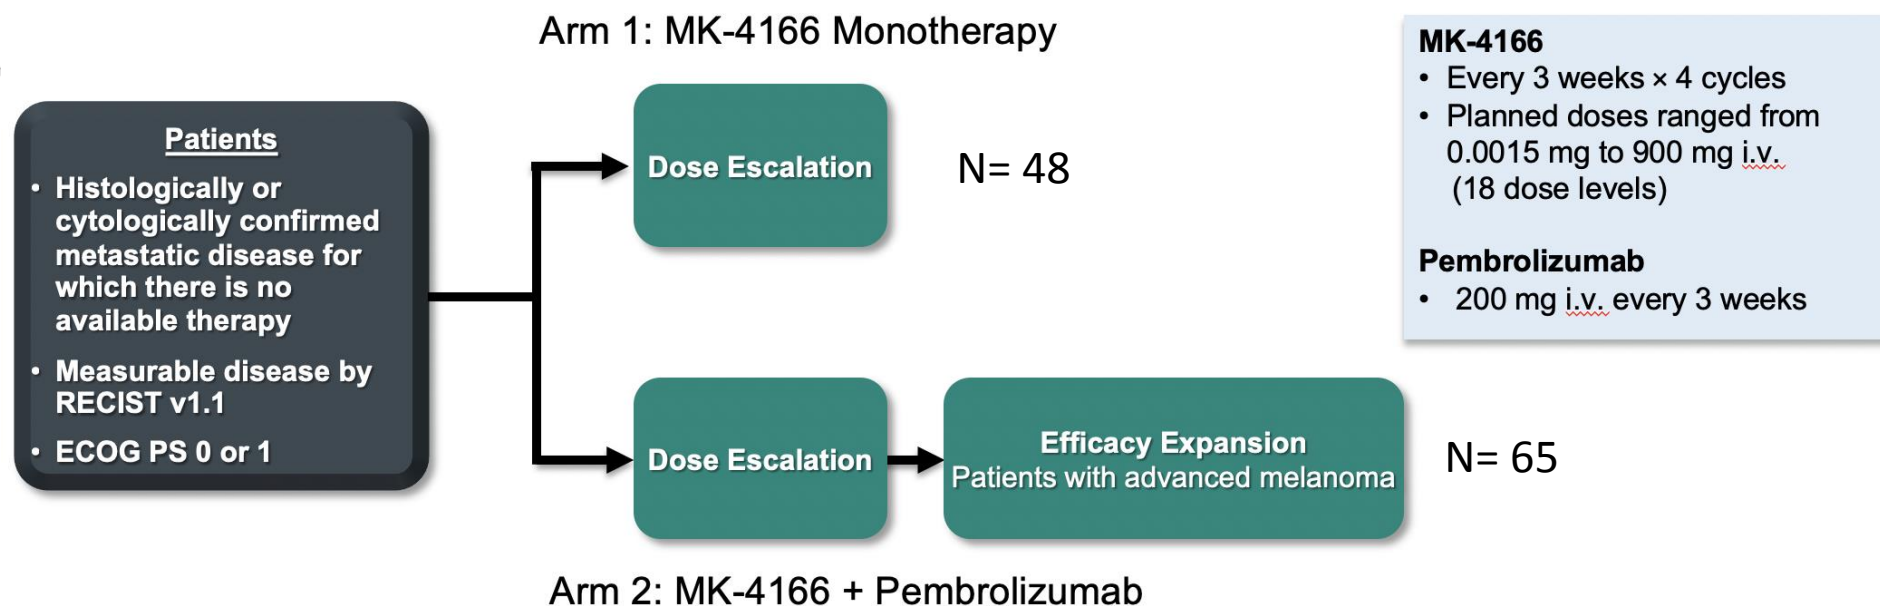 Arm 1: MK-4166 Monotherapy
Patients
• Histologically or
cytologically confirmed
metastatic disease for
which there is no
available therapy
• Measurable disease by
RECIST v1.1
• ECOG PS 0 or 1
Dose Escalation
N= 48
Dose Escalation
Efficacy Expansion
Patients with advanced melanoma
N= 65
Arm 2: MK-4166 + Pembrolizumab
MK-4166
• Every 3 weeks × 4 cycles
• Planned doses ranged from
0.0015 mg to 900 mg i.v.
(18 dose levels)
Pembrolizumab
• 200 mg i.v. every 3 weeks